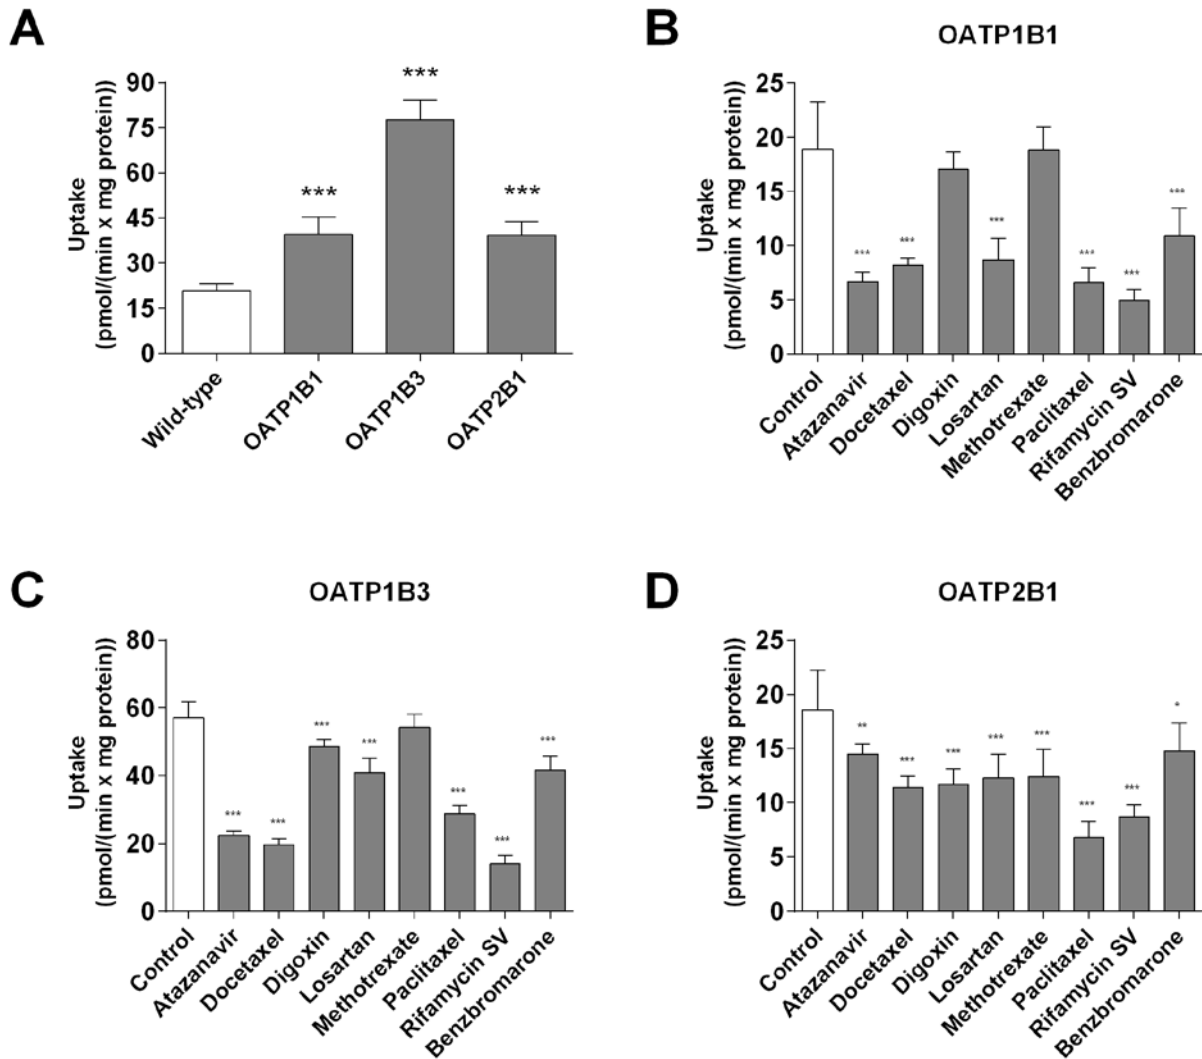 A
Uptake
(pmol/(min x mg protein))
90
75
60
45
30
15
0
***
***
***
Wild-type
OATP1B1
OATP1B3
OATP2B1
B
OATP1B1
Uptake
(pmol/(min x mg protein))
25
20
15
10
5
0
***
***
***
***
***
***
Control
Atazanavir
Docetaxel
Digoxin
Losartan
Methotrexate
Paclitaxel
Rifamycin SV
Benzbromarone
C
OATP1B3
Uptake
(pmol/(min x mg protein))
80
60
40
20
0
***
***
***
***
***
***
***
Control
Atazanavir
Docetaxel
Digoxin
Losartan
Methotrexate
Paclitaxel
Rifamycin SV
Benzbromarone
D
OATP2B1
Uptake
(pmol/(min x mg protein))
25
20
15
10
5
0
**
***
***
***
***
***
***
*
Control
Atazanavir
Docetaxel
Digoxin
Losartan
Methotrexate
Paclitaxel
Rifamycin SV
Benzbromarone